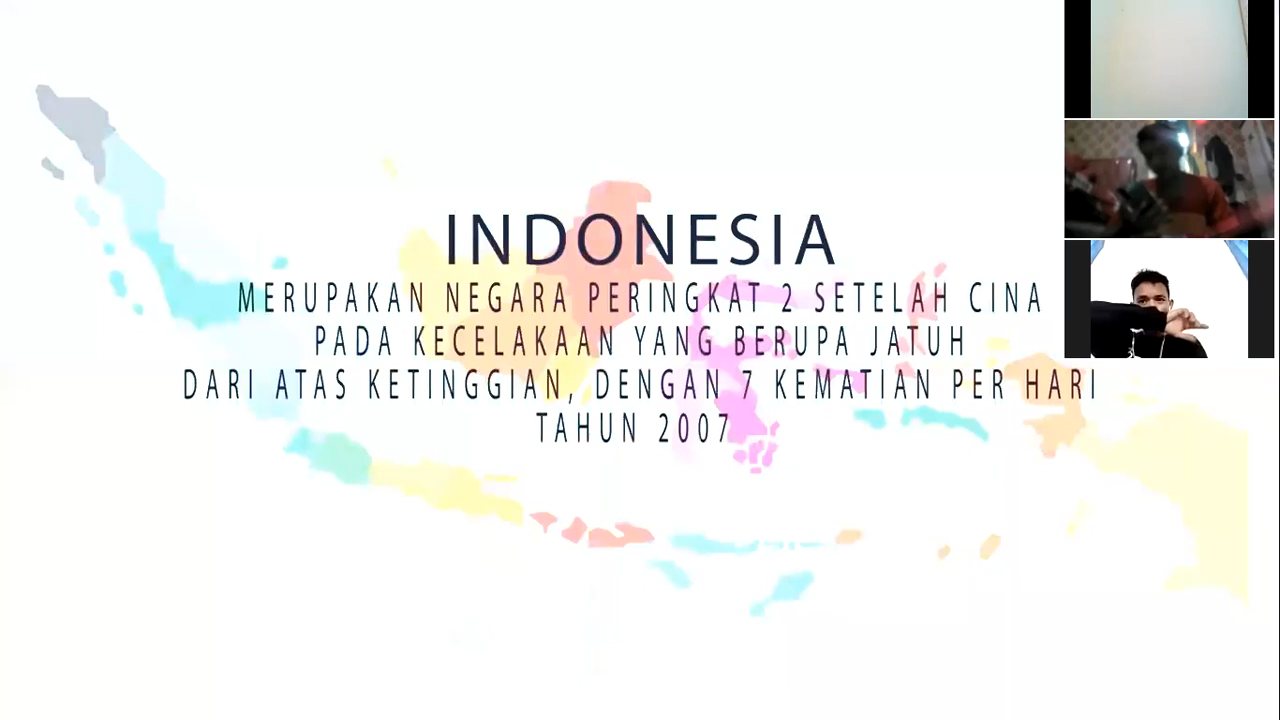 INDONESIA
MERUPAKAN NEGARA PERINGKAT 2 SETELAH CINA
PADA KECELAKAAN YANG BERUPA JATUH
DARI ATAS KETINGGIAN, DENGAN 7 KEMATIAN PER HARI
TAHUN 2007